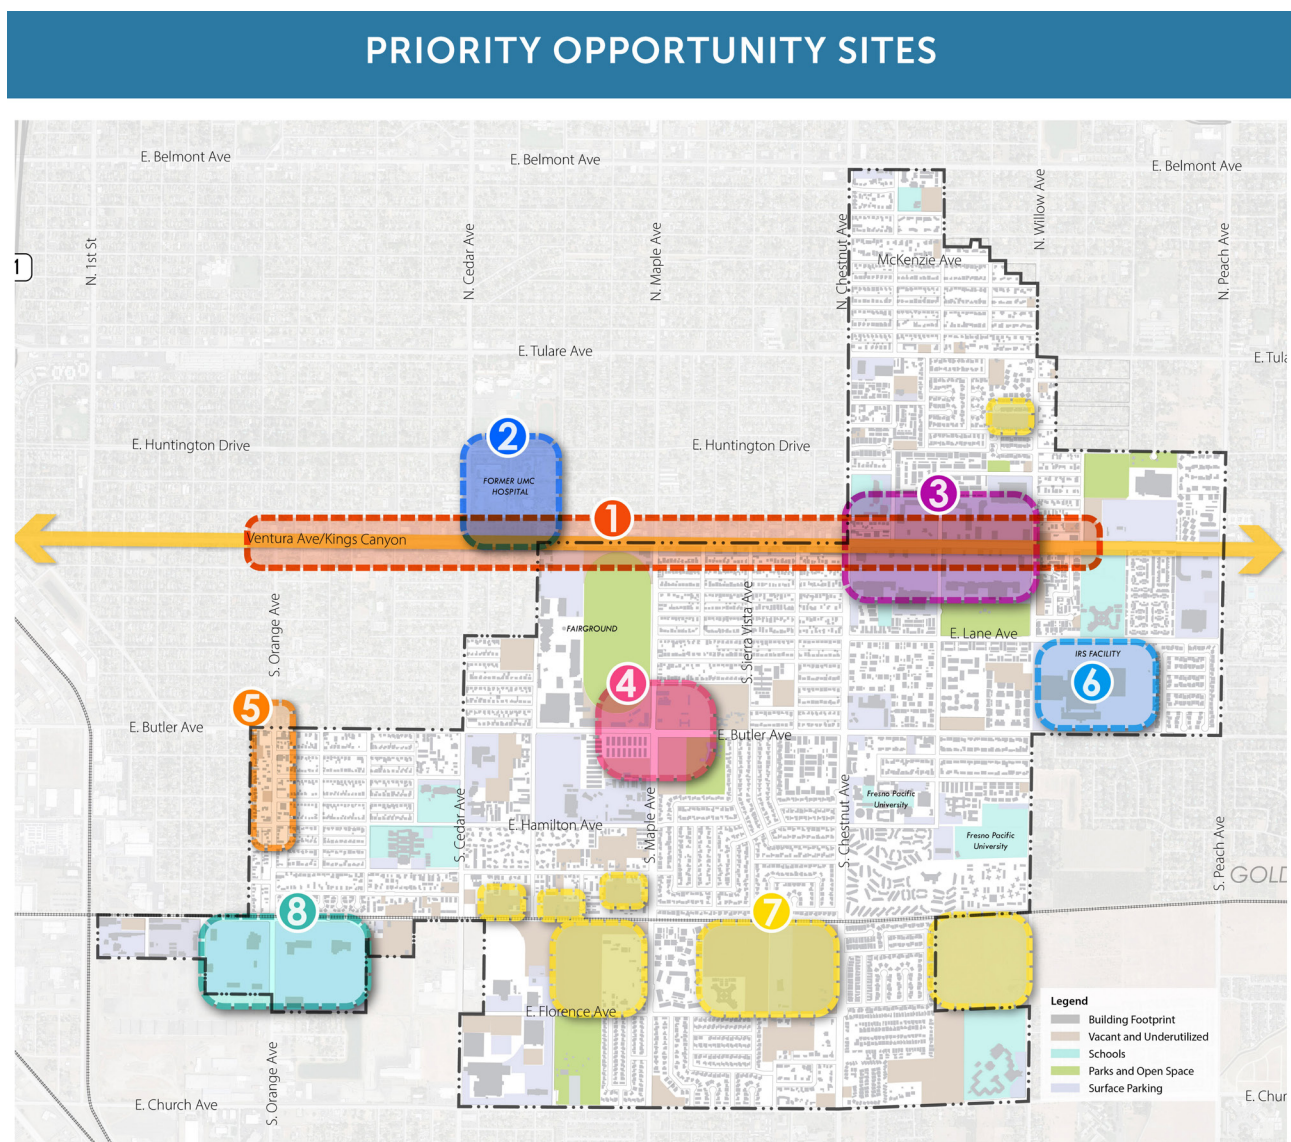 PRIORITY OPPORTUNITY SITES
E. Belmont Ave
E. Belmont Ave
E. Belmont Ave
N. 1st St
N. Cedar Ave
N. Maple Ave
N. Chestnut Ave
N. Willow Ave
N. Peach Ave
1
McKenzie Ave
E. Tulare Ave
E. Tula
E. Huntington Drive
2
E. Huntington Drive
FORMER UMC
HOSPITAL
3
1
Ventura Ave/Kings Canyon
S. Orange Ave
S. Sierra Vista Ave
FAIRGROUND
E. Lane Ave
IRS FACILITY
4
6
5
E. Butler Ave
E. Butler Ave
S. Cedar Ave
S. Maple Ave
S. Chestnut Ave
S. Peach Ave
Fresno Pacific
University
E. Hamilton Ave
Fresno Pacific
University
GOLD
8
7
E. Florence Ave
S. Orange Ave
E. Church Ave
E. Chur
Legend
Building Footprint
Vacant and Underutilized
Schools
Parks and Open Space
Surface Parking